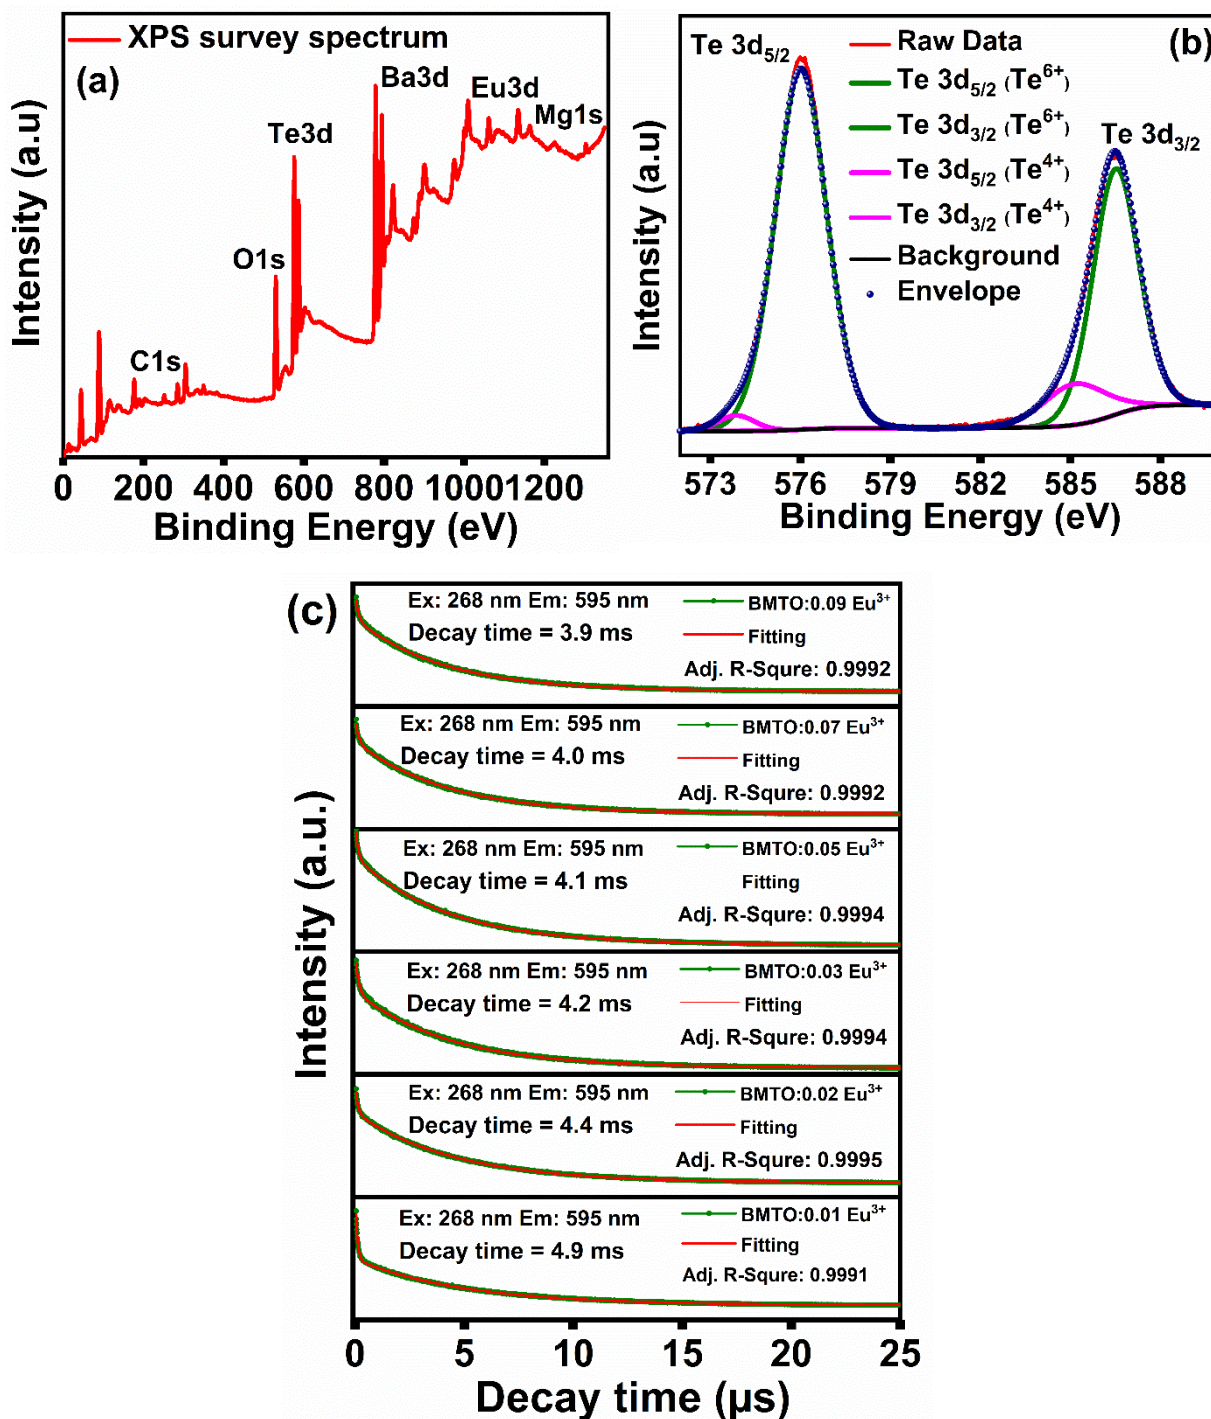 XPS survey spectrum
(a)
Ba3d
Eu3d
Mg1s
Te3d
O1s
C1s
Intensity (a.u)
0 200 400 600 800 1000 1200
Binding Energy (eV)
(b)
Te 3d5/2
Raw Data
Te 3d5/2 (Te6+)
Te 3d3/2 (Te6+)
Te 3d5/2 (Te4+)
Te 3d3/2 (Te4+)
Background
Envelope
Te 3d3/2
Intensity (a.u)
573 576 579 582 585 588
Binding Energy (eV)
(c)
Ex: 268 nm Em: 595 nm
Decay time = 3.9 ms
BMTO:0.09 Eu3+
Fitting
Adj. R-Squre: 0.9992
Ex: 268 nm Em: 595 nm
Decay time = 4.0 ms
BMTO:0.07 Eu3+
Fitting
Adj. R-Squre: 0.9992
Ex: 268 nm Em: 595 nm
Decay time = 4.1 ms
BMTO:0.05 Eu3+
Fitting
Adj. R-Squre: 0.9994
Ex: 268 nm Em: 595 nm
Decay time = 4.2 ms
BMTO:0.03 Eu3+
Fitting
Adj. R-Squre: 0.9994
Ex: 268 nm Em: 595 nm
Decay time = 4.4 ms
BMTO:0.02 Eu3+
Fitting
Adj. R-Squre: 0.9995
Ex: 268 nm Em: 595 nm
Decay time = 4.9 ms
BMTO:0.01 Eu3+
Fitting
Adj. R-Squre: 0.9991
Intensity (a.u.)
0 5 10 15 20 25
Decay time (µs)